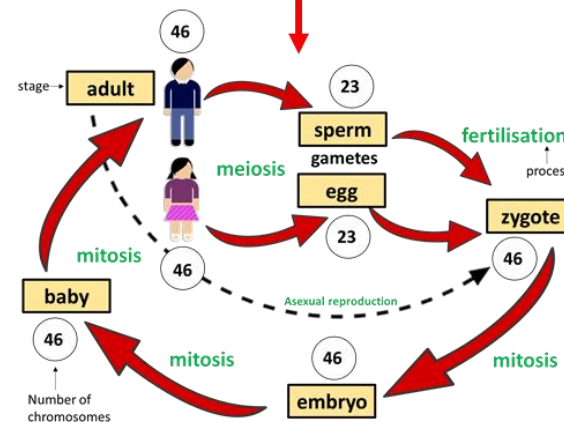 46
stage
adult
23
sperm
fertilisation
gametes
meiosis
proces
egg
zygote
23
46
46
mitosis
baby
Asexual reproduction
46
46
mitosis
mitosis
Number of
chromosomes
embryo